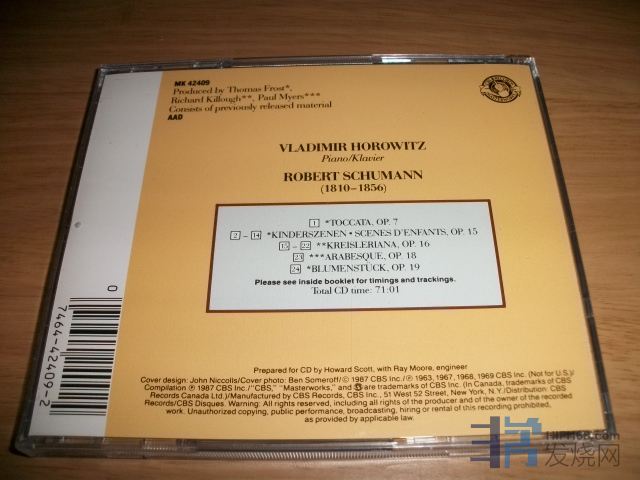 MK 42409
Produced by Thomas Frost*,
Richard Killough**, Paul Myers***
Consists of previously released material
AAD
VLADIMIR HOROWITZ
Piano/Klavier
ROBERT SCHUMANN
(1810–1856)
1 *TOCCATA, OP. 7
2 – 14 *KINDERSZENEN • SCENES D'ENFANTS, OP. 15
15 – 22 **KREISLERIANA, OP. 16
23 ***ARABESQUE, OP. 18
24 *BLUMENSTÜCK, OP. 19
Please see inside booklet for timings and trackings.
Total CD time: 71:01
0
7464-42409-2
Prepared for CD by Howard Scott, with Ray Moore, engineer
Cover design: John Niccolls/Cover photo: Ben Someroff/© 1987 CBS Inc./℗ 1963, 1967, 1968, 1969 CBS Inc. (Not for U.S.)/
Compilation ℗ 1987 CBS Inc./"CBS," "Masterworks," and are trademarks of CBS Inc. (In Canada, trademarks of CBS
Records Canada Ltd.)/Manufactured by CBS Records, CBS Inc., 51 West 52 Street, New York, N.Y./Distribution: CBS
Records/CBS Disques. Warning: All rights reserved, including all rights of the producer and of the owner of the recorded
work. Unauthorized copying, public performance, broadcasting, hiring or rental of this recording prohibited,
as provided by applicable law.
HIFI168.com
发烧网